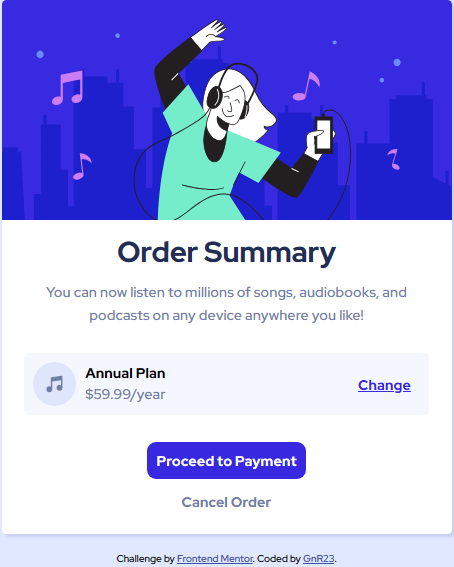 Order Summary
You can now listen to millions of songs, audiobooks, and
podcasts on any device anywhere you like!
Annual Plan
$59.99/year
Change
Proceed to Payment
Cancel Order
Challenge by Frontend Mentor. Coded by GnR23.